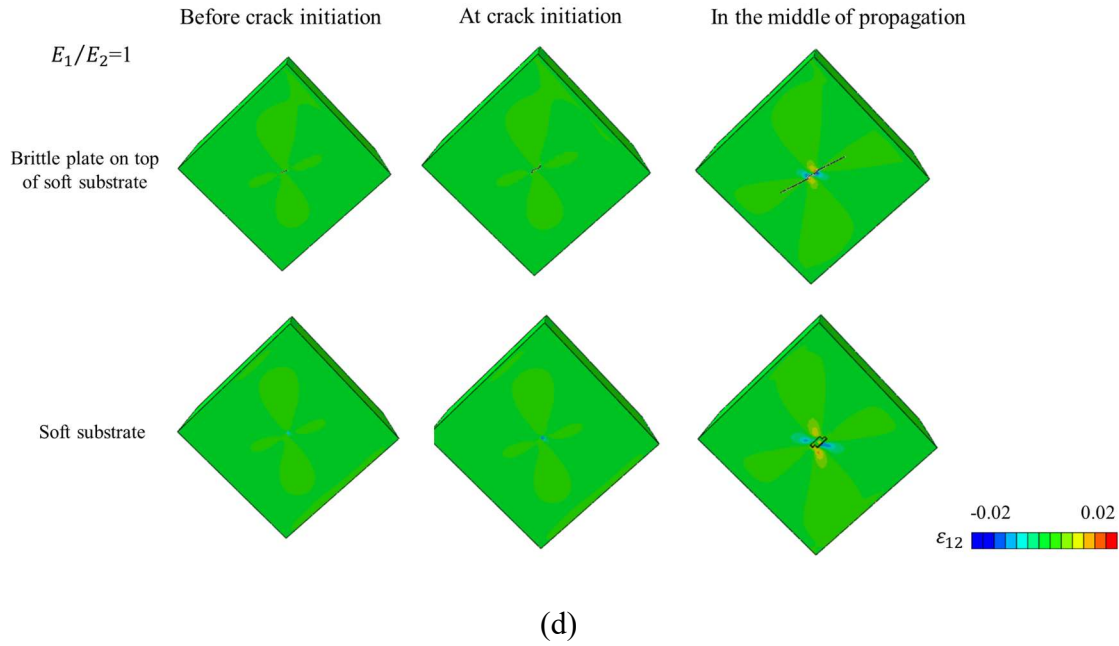 Before crack initiation
At crack initiation
In the middle of propagation
E₁/E₂=1
Brittle plate on top
of soft substrate
Soft substrate
-0.02
0.02
ε₁₂
(d)